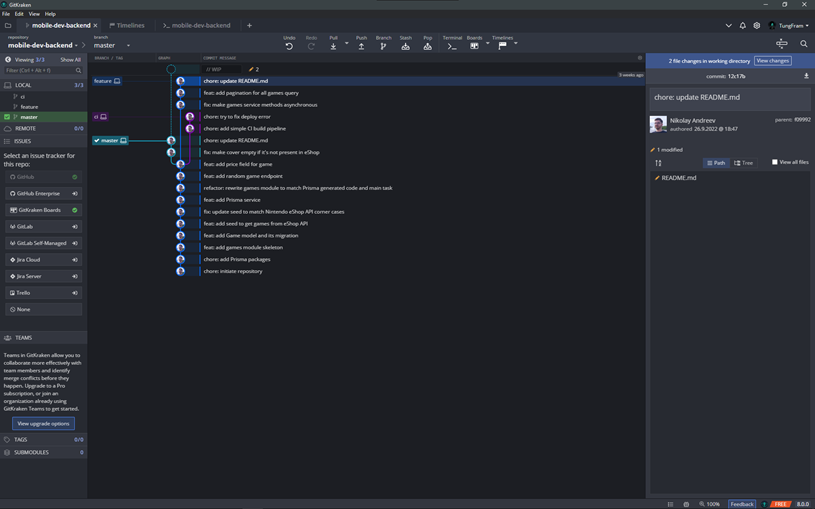 GitKraken
File Edit View Help
mobile-dev-backend
Timelines
mobile-dev-backend
TungFram
repository
mobile-dev-backend
branch
master
Undo Redo Pull Push Branch Stash Pop Terminal Boards Timelines
Viewing 3/3 Show All
Filter (Ctrl + Alt + f)
LOCAL 3/3
ci
feature
master
REMOTE 0/0
ISSUES
Select an issue tracker for
this repo:
GitHub
GitHub Enterprise
GitKraken Boards
GitLab
GitLab Self-Managed
Jira Cloud
Jira Server
Trello
None
TEAMS
Teams in GitKraken allow you to
collaborate more effectively with
team members and identify
merge conflicts before they
happen. Upgrade to a Pro
subscription, or join an
organization already using
GitKraken Teams to get started.
View upgrade options
TAGS 0/0
SUBMODULES 0
BRANCH / TAG GRAPH COMMIT MESSAGE
// WIP 2
3 weeks ago
feature chore: update README.md
feat: add pagination for all games query
fix: make games service methods asynchronous
ci chore: try to fix deploy error
chore: add simple CI build pipeline
master chore: update README.md
fix: make cover empty if it's not present in eShop
feat: add price field for game
feat: add random game endpoint
refactor: rewrite games module to match Prisma generated code and main task
feat: add Prisma service
fix: update seed to match Nintendo eShop API corner cases
feat: add seed to get games from eShop API
feat: add Game model and its migration
feat: add games module skeleton
chore: add Prisma packages
chore: initiate repository
2 file changes in working directory View changes
commit: 12c17b
chore: update README.md
Nikolay Andreev
authored 26.9.2022 @ 18:47
parent: f09992
1 modified
Path Tree View all files
README.md
100% Feedback FREE 8.0.0